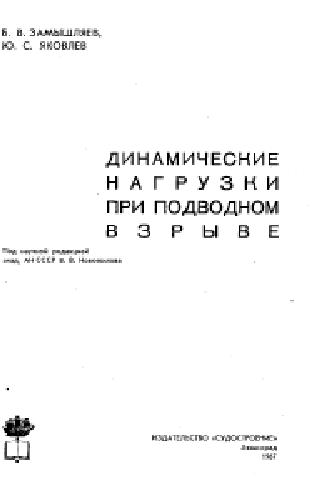 Б. В. ЗАМЫШЛЯЕВ,
Ю. С. ЯКОВЛЕВ
ДИНАМИЧЕСКИЕ
НАГРУЗКИ
ПРИ ПОДВОДНОМ
ВЗРЫВЕ
Под научной редакцией
акад. АН СССР В. В. Новожилова
ИЗДАТЕЛЬСТВО «СУДОСТРОЕНИЕ»
Ленинград
1967